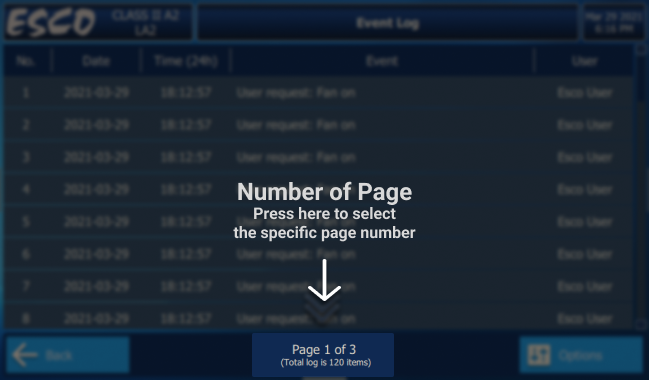 ESCO
CLASS II A2
LA2
Event Log
Mar 29 2021
6:16 PM
No. Date Time (24h) Event User
1 2021-03-29 18:12:57 User request: Fan on Esco User
2 2021-03-29 18:12:57 User request: Fan on Esco User
3 2021-03-29 18:12:57 User request: Fan on Esco User
4 2021-03-29 18:12:57 Esco User
5 2021-03-29 18:12:57 Esco User
6 2021-03-29 18:12:57 User request: Fan on Esco User
7 2021-03-29 18:12:57 User request: Fan on Esco User
8 2021-03-29 18:12:57 User request: Fan on Esco User
Number of Page
Press here to select
the specific page number
Back
Page 1 of 3
(Total log is 120 items)
Options